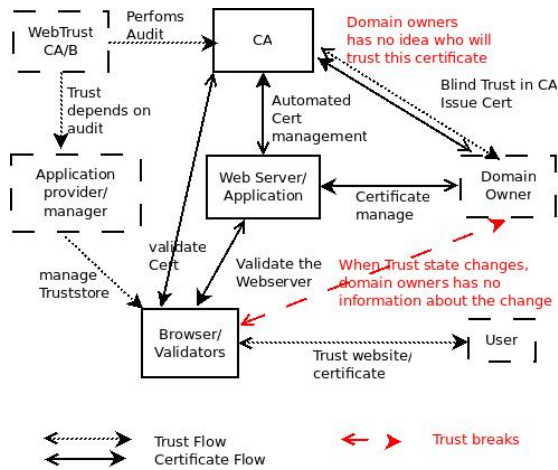 WebTrust
CA/B
Perfoms
Audit
CA
Domain owners
has no idea who will
trust this certificate
Trust
depends on
audit
Automated
Cert
management
Blind Trust in CA
Issue Cert
Application
provider/
manager
Web Server/
Application
Certificate
manage
Domain
Owner
manage
Truststore
validate
Cert
Validate the
Webserver
When Trust state changes,
domain owners has no
information about the change
Browser/
Validators
Trust website/
certificate
User
Trust Flow
Certificate Flow
Trust breaks